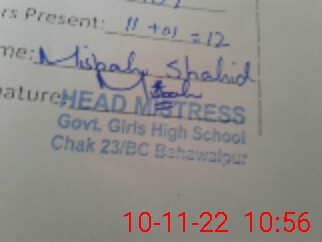 rs Present: 11 + 01 = 12
me: Mispah Shahid
nature:
HEAD MISTRESS
Govt. Girls High School
Chak 23/BC Bahawalpur
10-11-22 10:56